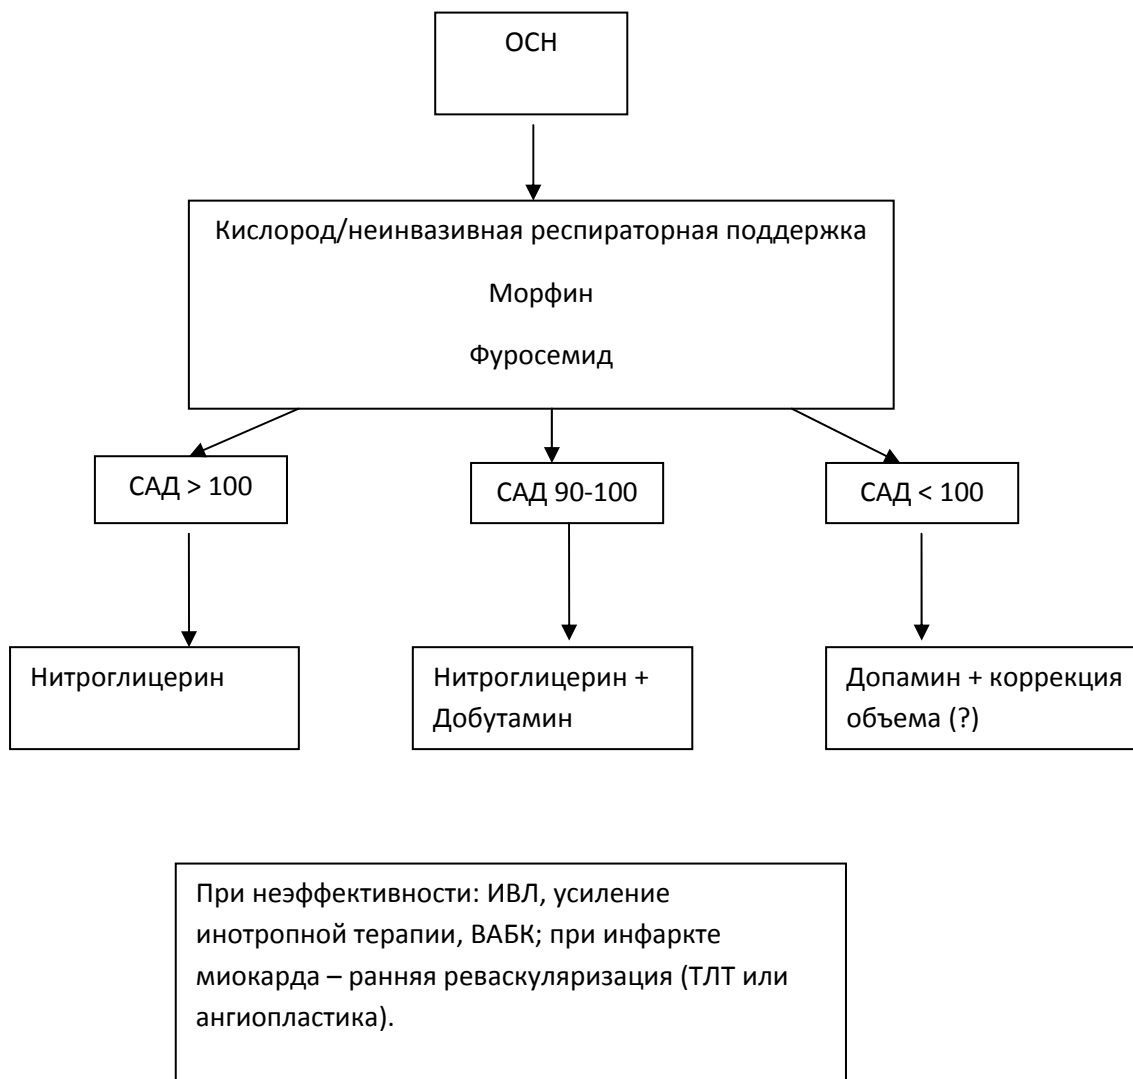 ОСН
Кислород/неинвазивная респираторная поддержка
Морфин
Фуросемид
САД > 100
САД 90-100
САД < 100
Нитроглицерин
Нитроглицерин +
Добутамин
Допамин + коррекция
объема (?)
При неэффективности: ИВЛ, усиление
инотропной терапии, ВАБК; при инфаркте
миокарда – ранняя реваскуляризация (ТЛТ или
ангиопластика).